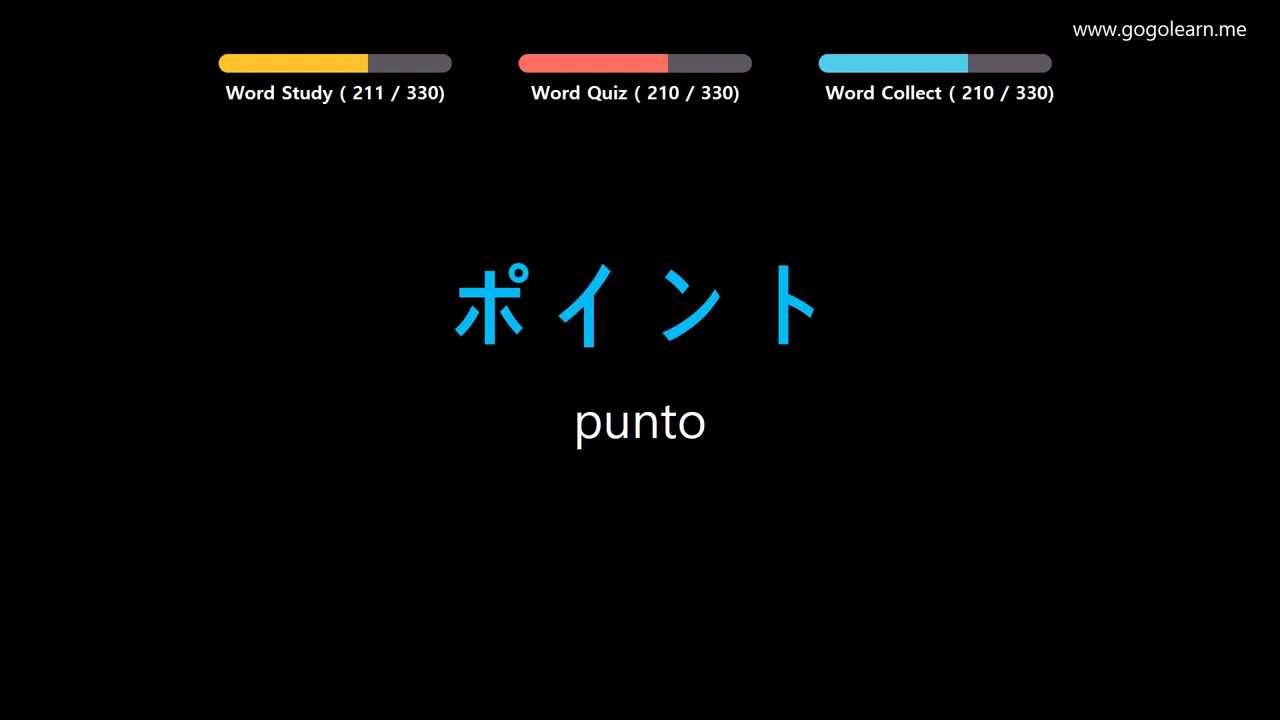 www.gogolearn.me
Word Study ( 211 / 330)
Word Quiz ( 210 / 330)
Word Collect ( 210 / 330)
ポイント
punto